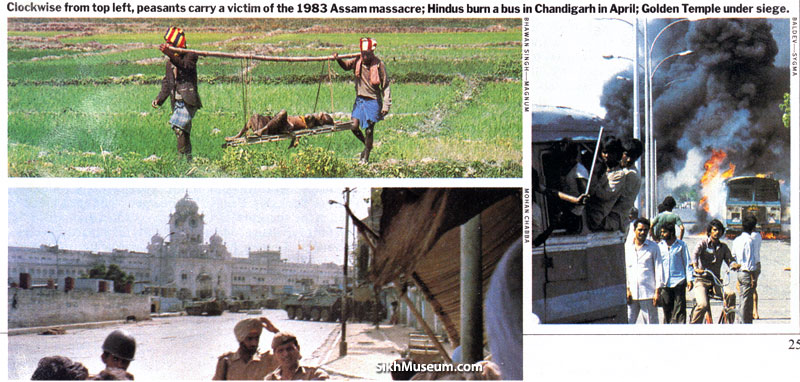 Clockwise from top left, peasants carry a victim of the 1983 Assam massacre; Hindus burn a bus in Chandigarh in April; Golden Temple under siege.
BHAWAN SINGH—MAGNUM
BALDEV—SYGMA
MOHAN CHABBA
25
SikhMuseum.com